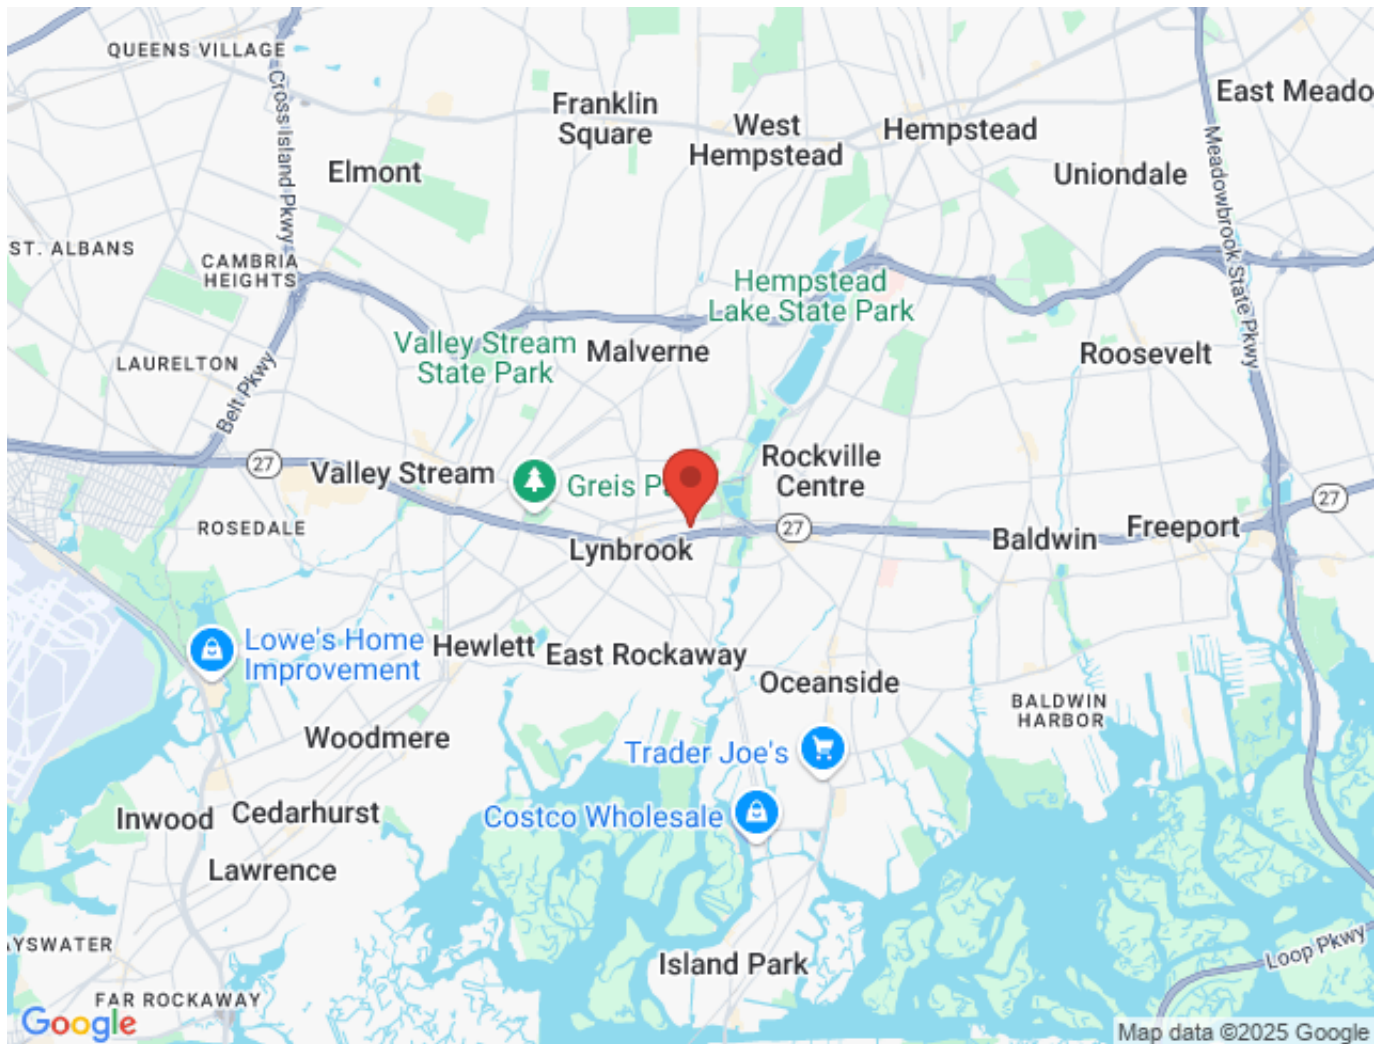 QUEENS VILLAGE
Cross Island Pkwy
Franklin
Square
West
Hempstead
Hempstead
East Meado
Elmont
Uniondale
Meadowbrook State Pkwy
ST. ALBANS
CAMBRIA
HEIGHTS
Hempstead
Lake State Park
Valley Stream
State Park
Malverne
Roosevelt
LAURELTON
Belt Pkwy
27
Valley Stream
Greis Pa
Rockville
Centre
27
ROSEDALE
Lynbrook
27
Baldwin
Freeport
Lowe's Home
Improvement
Hewlett
East Rockaway
Oceanside
BALDWIN
HARBOR
Woodmere
Trader Joe's
Inwood
Cedarhurst
Costco Wholesale
Lawrence
AYSWATER
Island Park
Loop Pkwy
FAR ROCKAWAY
Google
Map data ©2025 Google